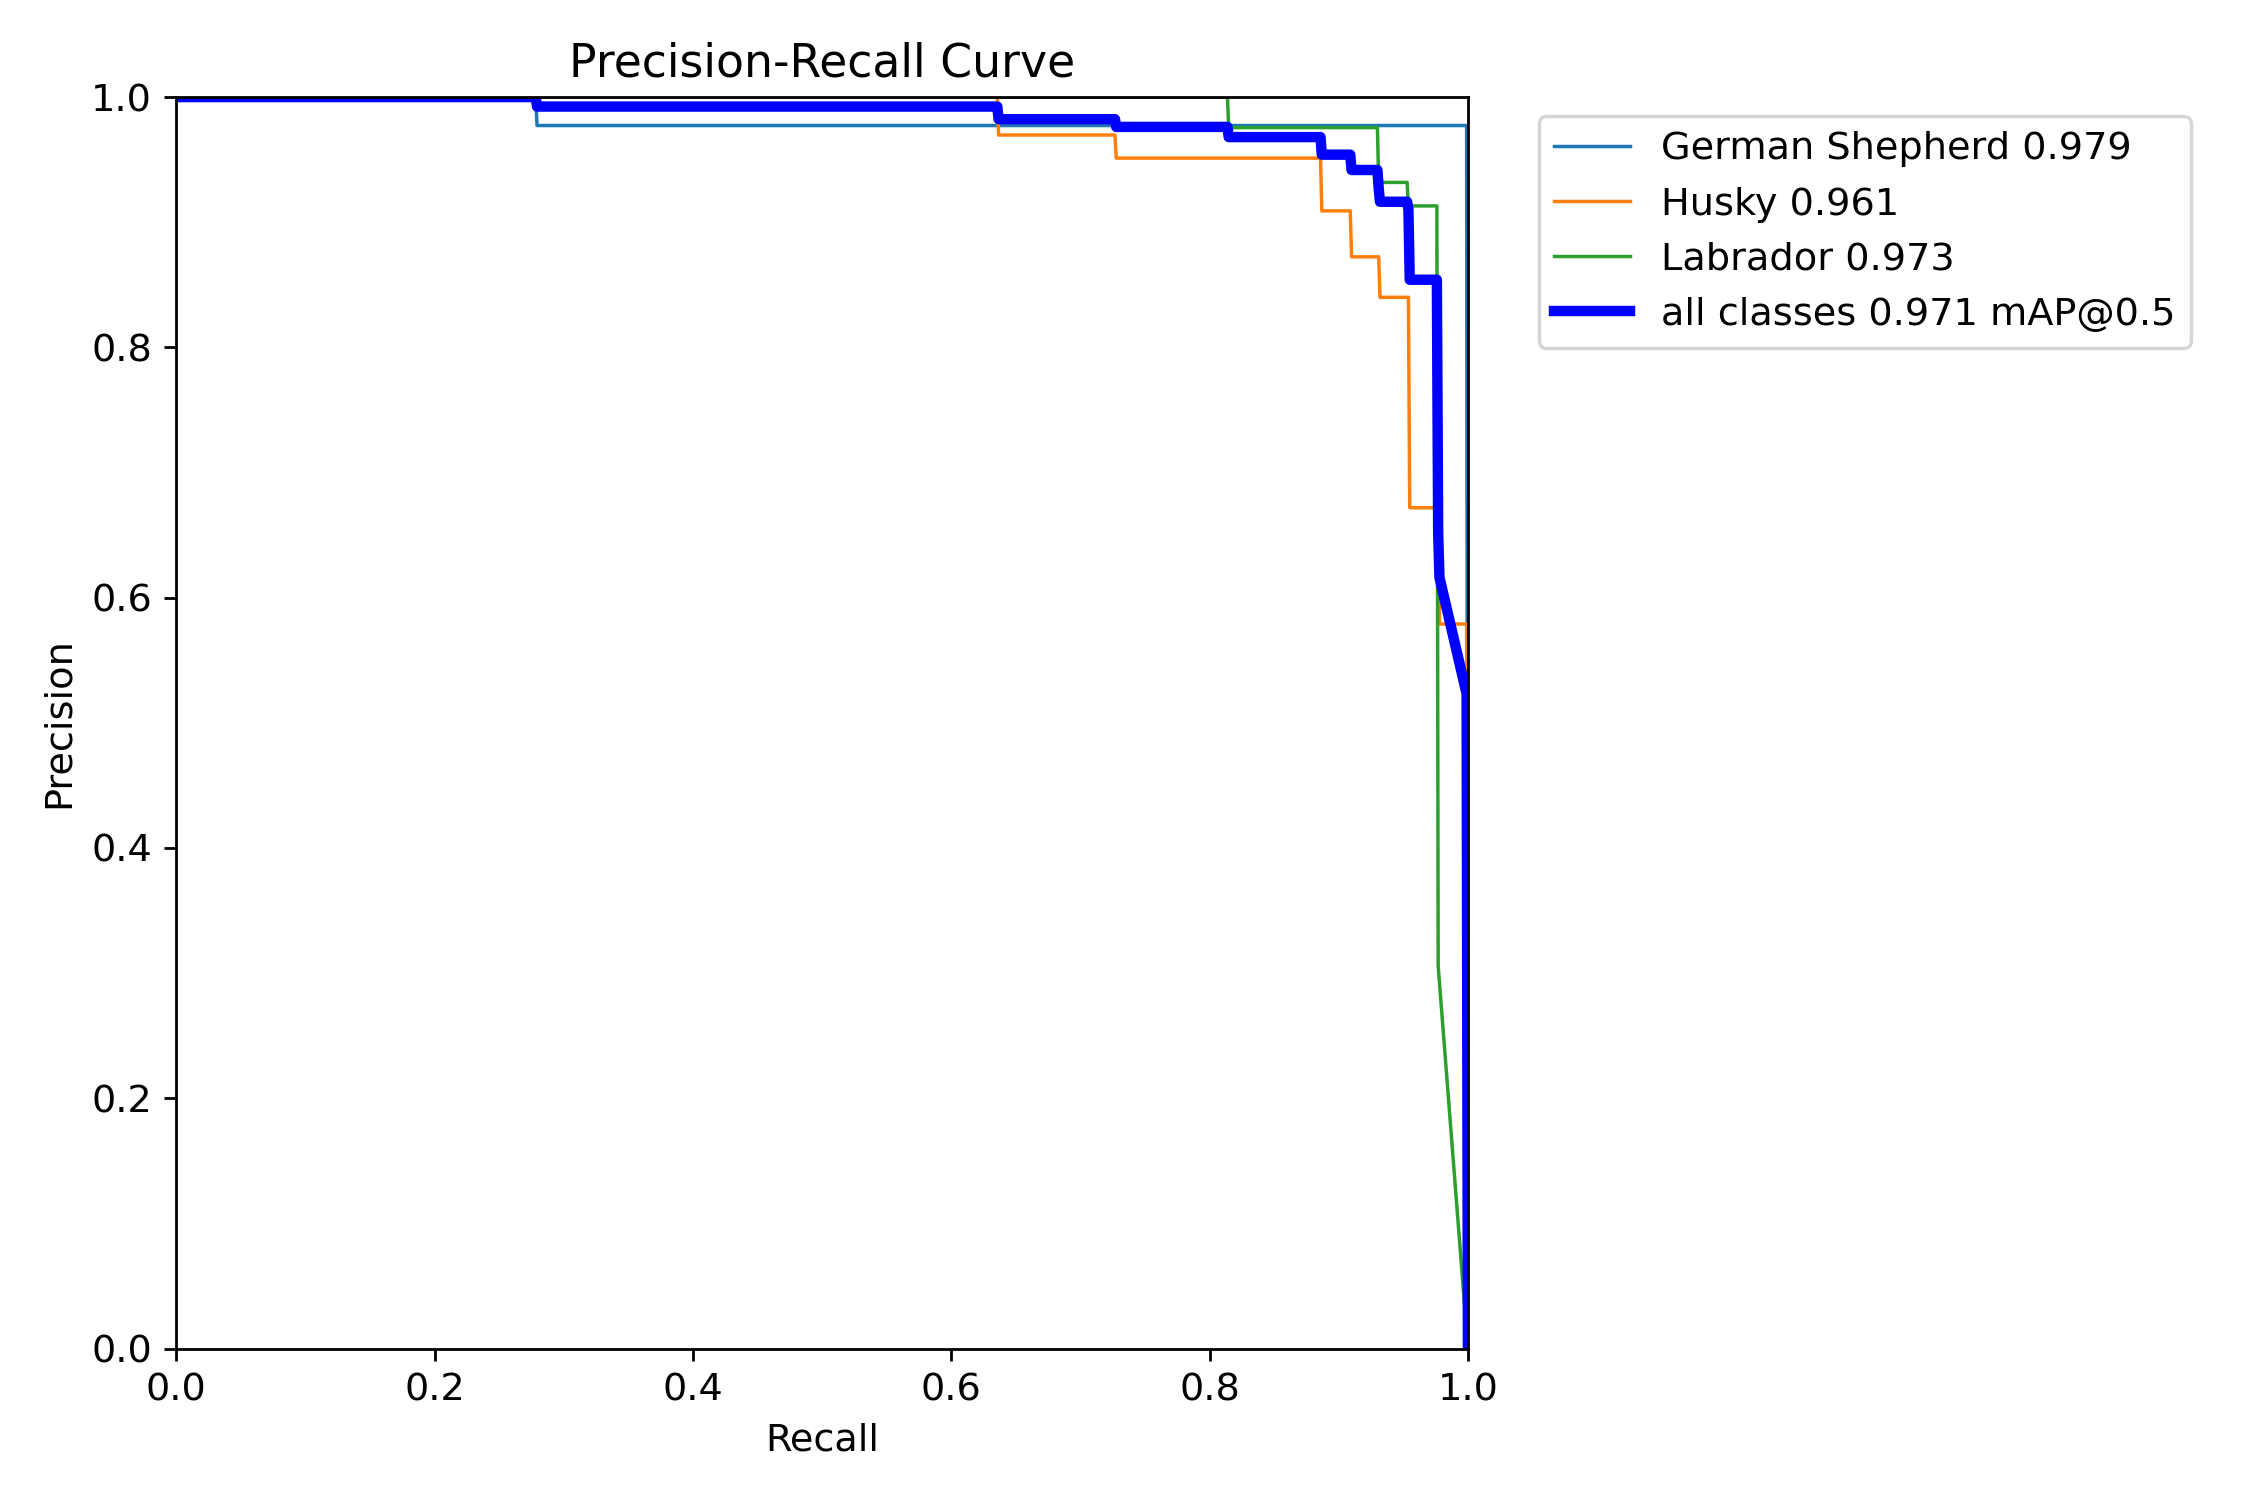 Precision-Recall Curve
1.0
0.8
0.6
0.4
0.2
0.0
Precision
0.0 0.2 0.4 0.6 0.8 1.0
Recall
German Shepherd 0.979
Husky 0.961
Labrador 0.973
all classes 0.971 mAP@0.5